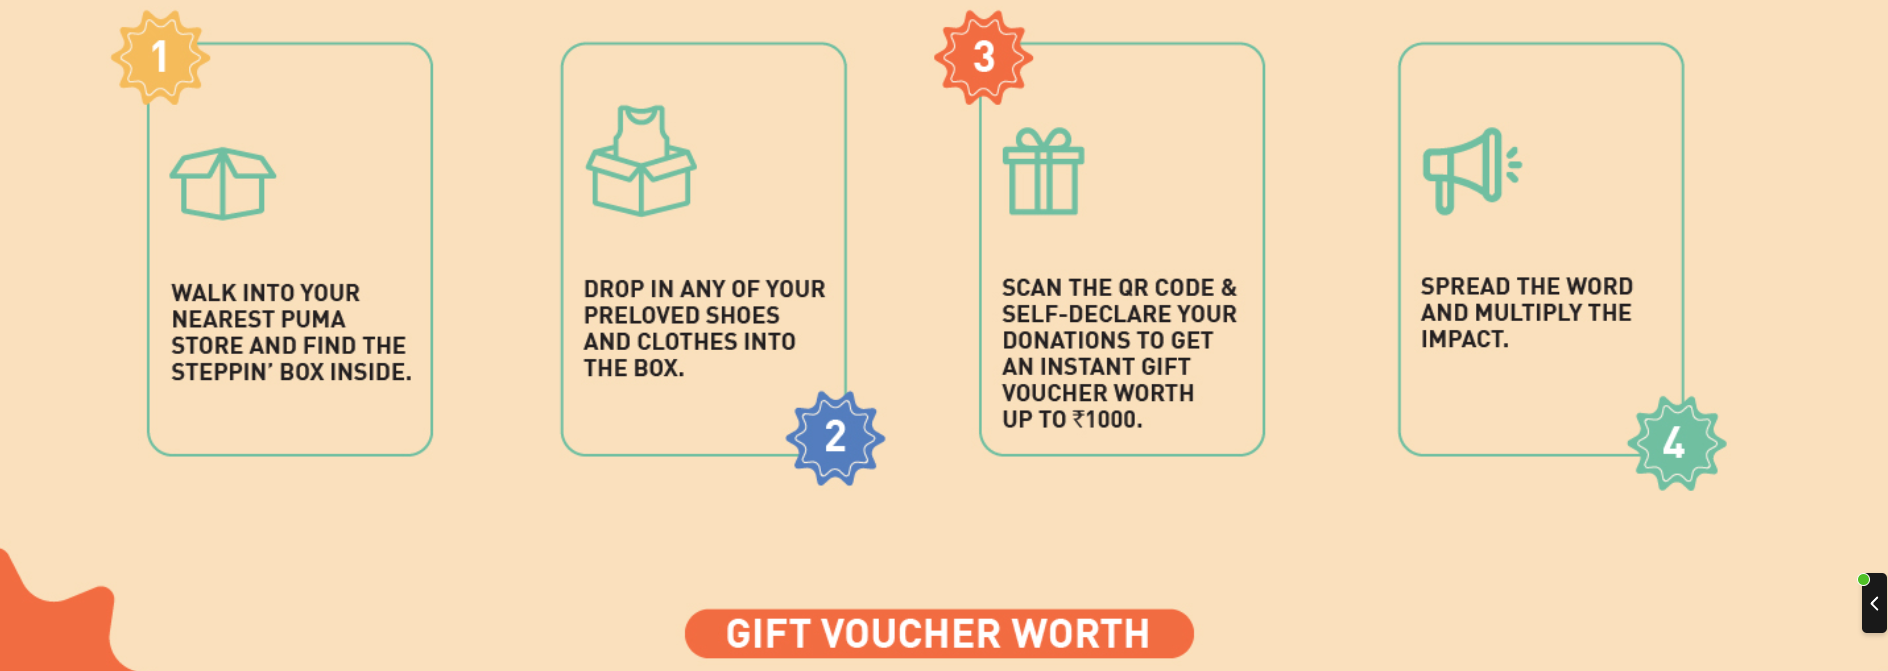 1
WALK INTO YOUR
NEAREST PUMA
STORE AND FIND THE
STEPPIN’ BOX INSIDE.
DROP IN ANY OF YOUR
PRELOVED SHOES
AND CLOTHES INTO
THE BOX.
2
3
SCAN THE QR CODE &
SELF-DECLARE YOUR
DONATIONS TO GET
AN INSTANT GIFT
VOUCHER WORTH
UP TO ₹1000.
SPREAD THE WORD
AND MULTIPLY THE
IMPACT.
4
GIFT VOUCHER WORTH